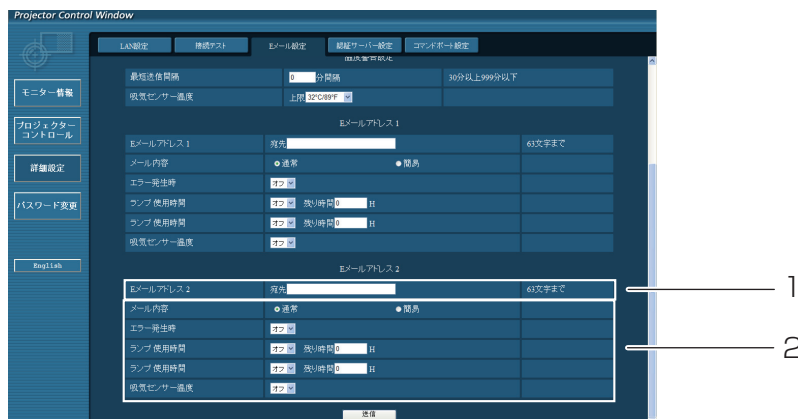 Projector Control Window
LAN設定 接続テスト Eメール設定 認証サーバー設定 コマンドポート設定
温度警告設定
最短送信間隔 0 分間隔 30分以上999分以下
吸気センサー温度 上限 32°C/89°F
モニター情報
プロジェクター
コントロール
詳細設定
パスワード変更
English
Eメールアドレス 1
Eメールアドレス 1 宛先 63文字まで
メール内容 通常 簡易
エラー発生時 オフ
ランプ 使用時間 オフ 残り時間 0 H
ランプ 使用時間 オフ 残り時間 0 H
吸気センサー温度 オフ
Eメールアドレス 2
Eメールアドレス 2 宛先 63文字まで
メール内容 通常 簡易
エラー発生時 オフ
ランプ 使用時間 オフ 残り時間 0 H
ランプ 使用時間 オフ 残り時間 0 H
吸気センサー温度 オフ
送信
1
2